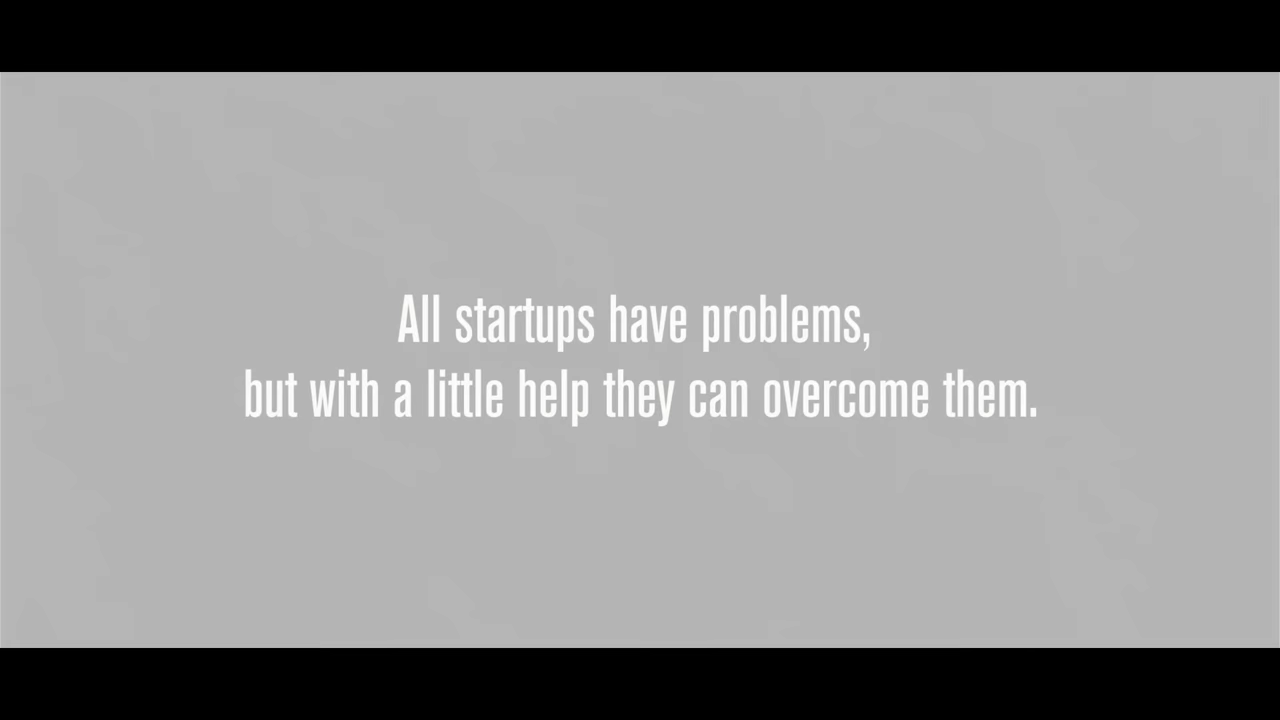 All startups have problems,
but with a little help they can overcome them.